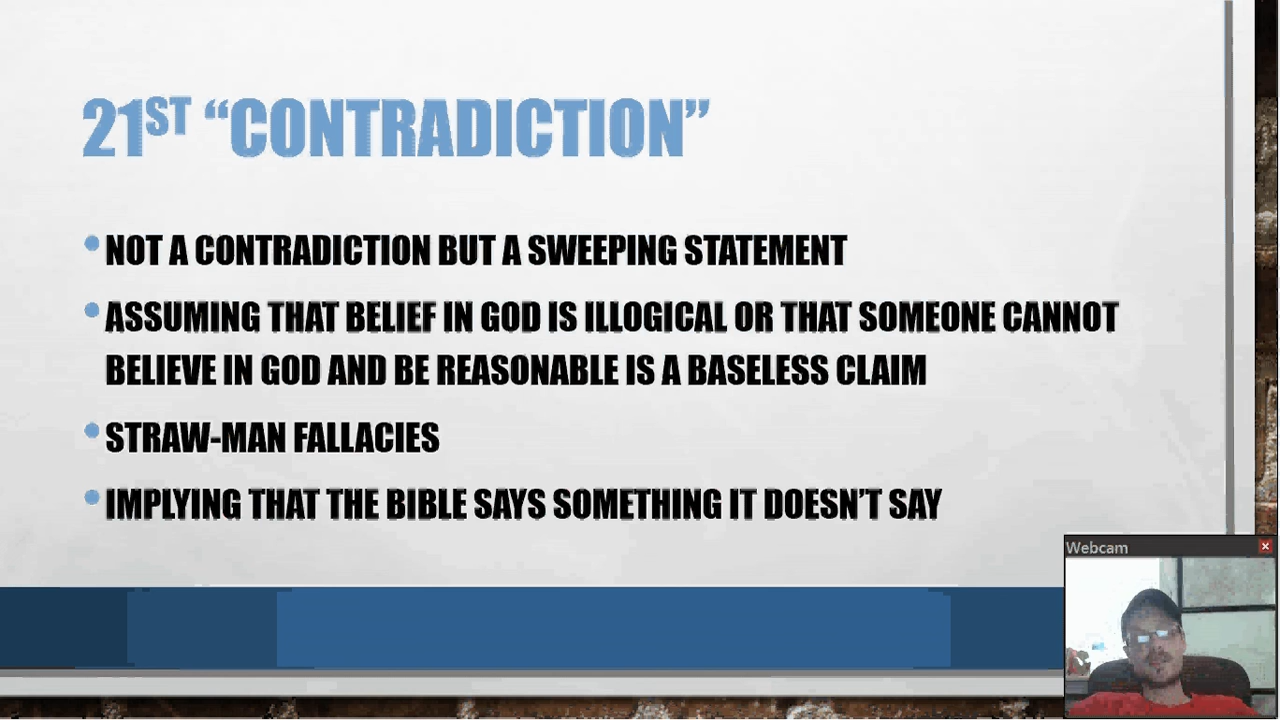 21ST “CONTRADICTION”
NOT A CONTRADICTION BUT A SWEEPING STATEMENT
ASSUMING THAT BELIEF IN GOD IS ILLOGICAL OR THAT SOMEONE CANNOT
BELIEVE IN GOD AND BE REASONABLE IS A BASELESS CLAIM
STRAW-MAN FALLACIES
IMPLYING THAT THE BIBLE SAYS SOMETHING IT DOESN’T SAY
Webcam